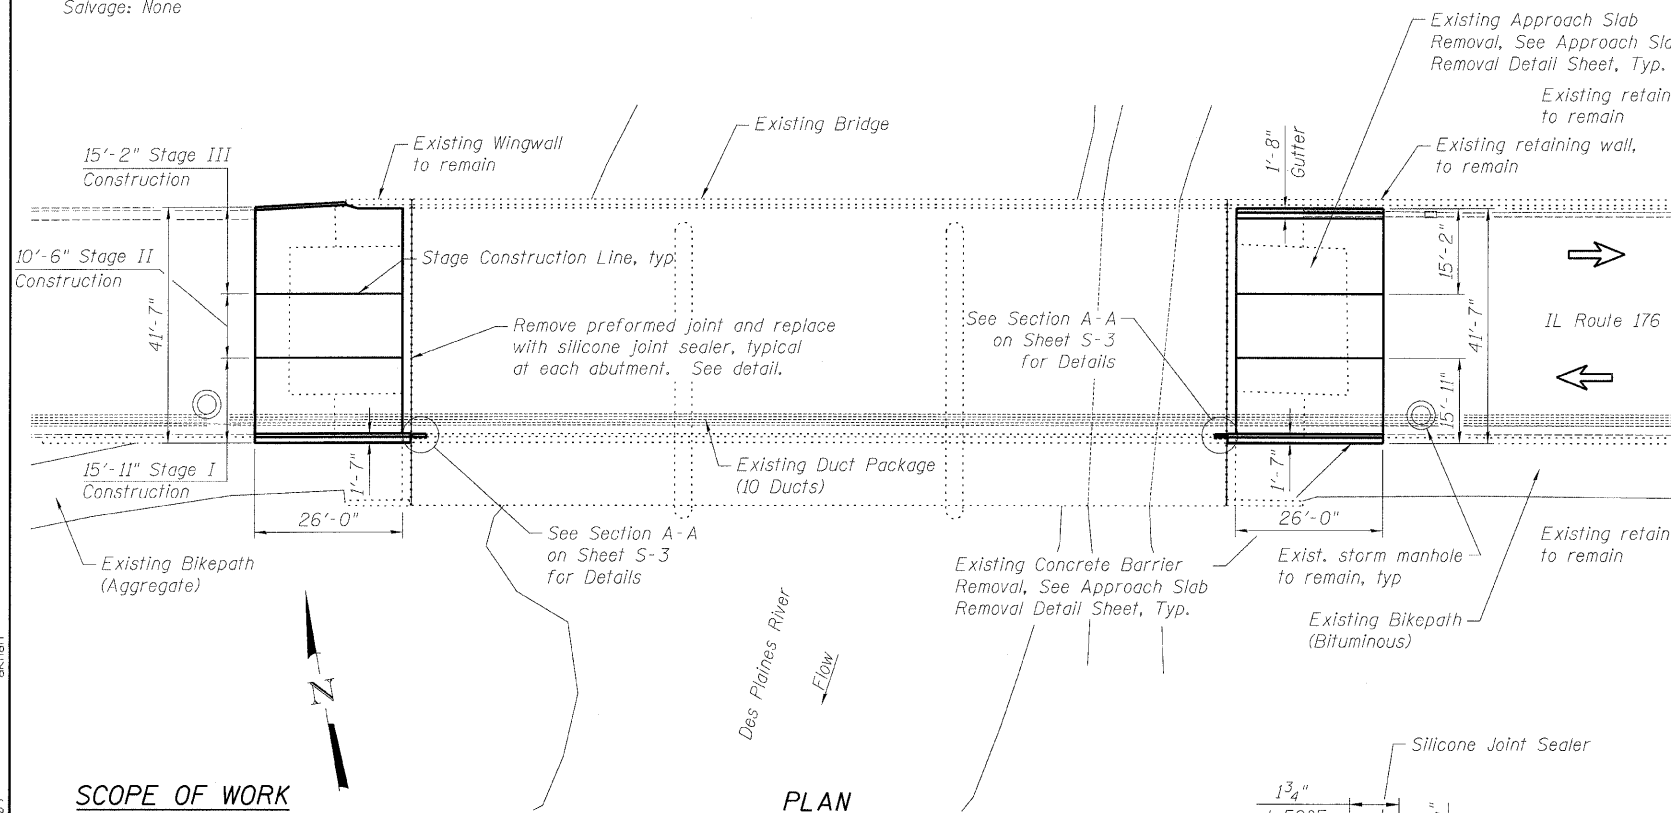 Salvage: None
Existing Approach Slab
Removal, See Approach Sla
Removal Detail Sheet, Typ.
Existing retain
to remain
Existing retaining wall,
to remain
1'-8"
Gutter
Existing Bridge
Existing Wingwall
to remain
15'-2" Stage III
Construction
10'-6" Stage II
Construction
41'-7"
15'-11" Stage I
Construction
Stage Construction Line, typ
Remove preformed joint and replace
with silicone joint sealer, typical
at each abutment. See detail.
See Section A-A
on Sheet S-3
for Details
15'-2"
41'-7"
15'-11"
IL Route 176
1'-7"
26'-0"
Existing Duct Package
(10 Ducts)
1'-7"
26'-0"
See Section A-A
on Sheet S-3
for Details
Existing Bikepath
(Aggregate)
Existing Concrete Barrier
Removal, See Approach Slab
Removal Detail Sheet, Typ.
Exist. storm manhole
to remain, typ
Existing retain
to remain
Existing Bikepath
(Bituminous)
N
Des Plaines River
Flow
SCOPE OF WORK
PLAN
Silicone Joint Sealer
1 3/4"